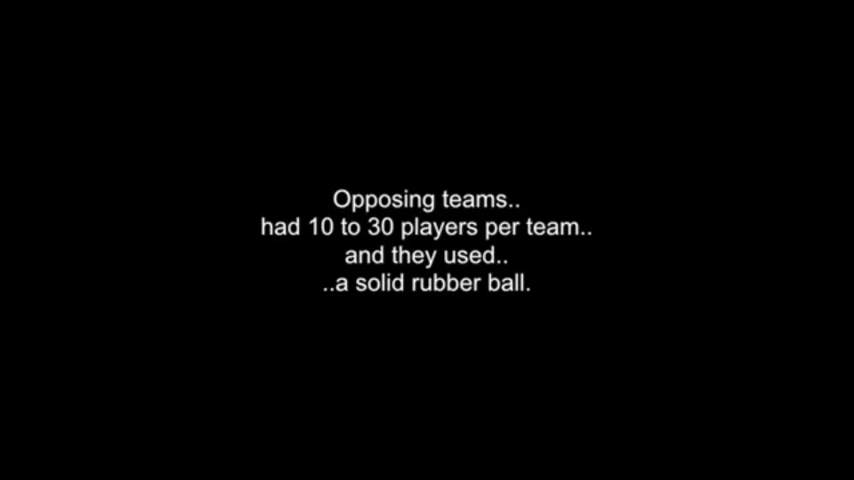 Opposing teams..
had 10 to 30 players per team..
and they used..
..a solid rubber ball.